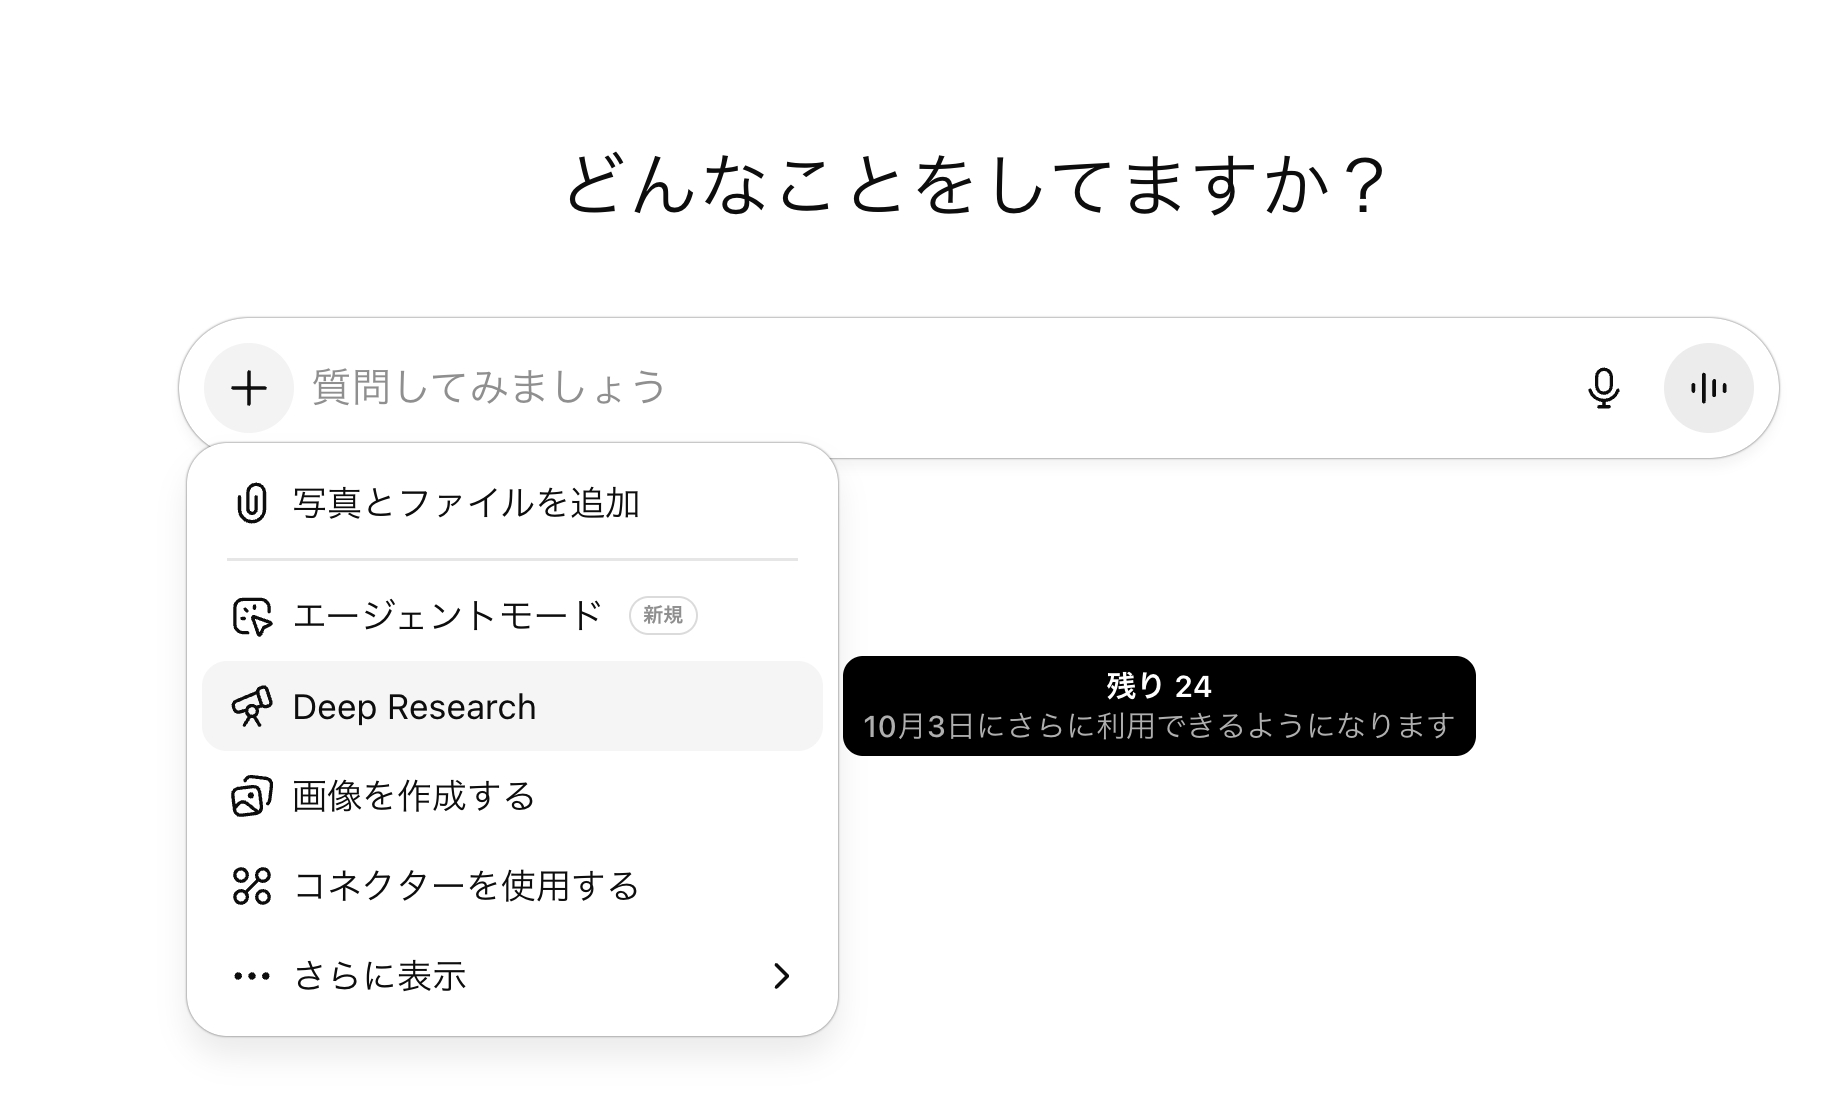 どんなことをしてますか？
質問してみましょう
写真とファイルを追加
エージェントモード 新規
Deep Research
残り 24
10月3日にさらに利用できるようになります
画像を作成する
コネクターを使用する
さらに表示